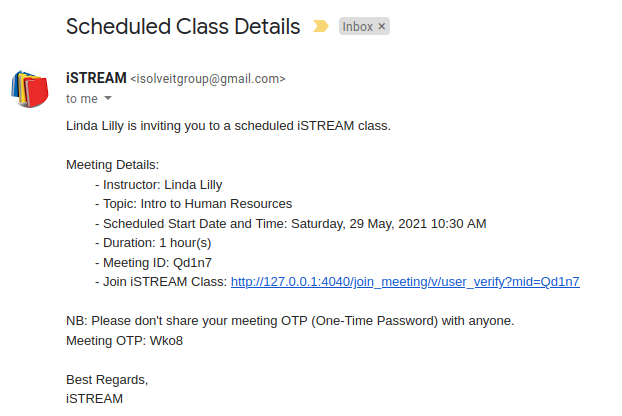 Scheduled Class Details Inbox ×
iSTREAM <isolveitgroup@gmail.com>
to me
Linda Lilly is inviting you to a scheduled iSTREAM class.
Meeting Details:
- Instructor: Linda Lilly
- Topic: Intro to Human Resources
- Scheduled Start Date and Time: Saturday, 29 May, 2021 10:30 AM
- Duration: 1 hour(s)
- Meeting ID: Qd1n7
- Join iSTREAM Class: http://127.0.0.1:4040/join_meeting/v/user_verify?mid=Qd1n7
NB: Please don't share your meeting OTP (One-Time Password) with anyone.
Meeting OTP: Wko8
Best Regards,
iSTREAM